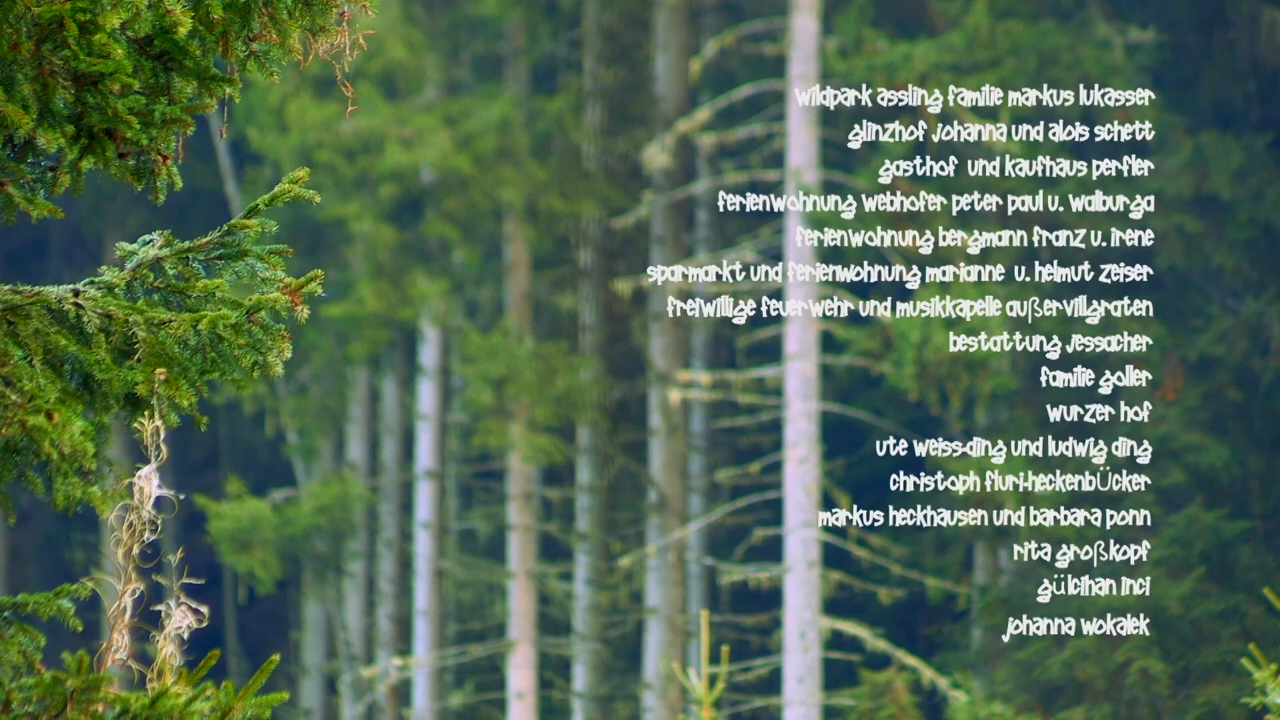 wildpark assling familie markus lukasser
glinzhof johanna und alois schett
gasthof und kaufhaus perfler
ferienwohnung webhofer peter paul u. walburga
ferienwohnung bergmann franz u. irene
sparmarkt und ferienwohnung marianne u. helmut zeiser
freiwillige feuerwehr und musikkapelle außervillgraten
bestattung jessacher
familie goller
wurzer hof
ute weiss-ding und ludwig ding
christoph fluri-heckenbÜcker
markus heckhausen und barbara ponn
rita großkopf
gülcihan inci
johanna wokalek